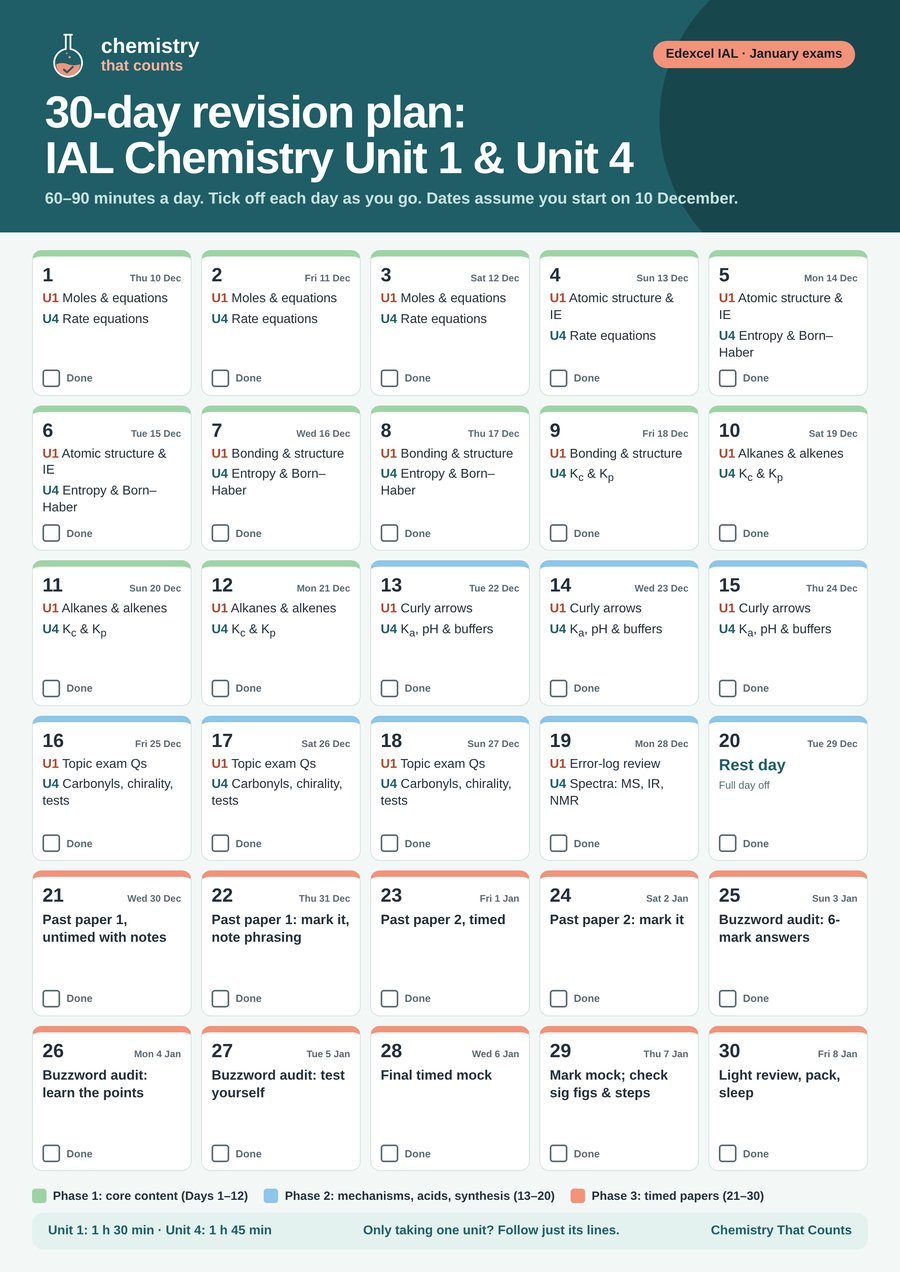 chemistry
that counts
Edexcel IAL · January exams
30-day revision plan:
IAL Chemistry Unit 1 & Unit 4
60–90 minutes a day. Tick off each day as you go. Dates assume you start on 10 December.
1 Thu 10 Dec
U1 Moles & equations
U4 Rate equations
Done
2 Fri 11 Dec
U1 Moles & equations
U4 Rate equations
Done
3 Sat 12 Dec
U1 Moles & equations
U4 Rate equations
Done
4 Sun 13 Dec
U1 Atomic structure &
IE
U4 Rate equations
Done
5 Mon 14 Dec
U1 Atomic structure &
IE
U4 Entropy & Born–
Haber
Done
6 Tue 15 Dec
U1 Atomic structure &
IE
U4 Entropy & Born–
Haber
Done
7 Wed 16 Dec
U1 Bonding & structure
U4 Entropy & Born–
Haber
Done
8 Thu 17 Dec
U1 Bonding & structure
U4 Entropy & Born–
Haber
Done
9 Fri 18 Dec
U1 Bonding & structure
U4 Kc & Kp
Done
10 Sat 19 Dec
U1 Alkanes & alkenes
U4 Kc & Kp
Done
11 Sun 20 Dec
U1 Alkanes & alkenes
U4 Kc & Kp
Done
12 Mon 21 Dec
U1 Alkanes & alkenes
U4 Kc & Kp
Done
13 Tue 22 Dec
U1 Curly arrows
U4 Ka, pH & buffers
Done
14 Wed 23 Dec
U1 Curly arrows
U4 Ka, pH & buffers
Done
15 Thu 24 Dec
U1 Curly arrows
U4 Ka, pH & buffers
Done
16 Fri 25 Dec
U1 Topic exam Qs
U4 Carbonyls, chirality,
tests
Done
17 Sat 26 Dec
U1 Topic exam Qs
U4 Carbonyls, chirality,
tests
Done
18 Sun 27 Dec
U1 Topic exam Qs
U4 Carbonyls, chirality,
tests
Done
19 Mon 28 Dec
U1 Error-log review
U4 Spectra: MS, IR,
NMR
Done
20 Tue 29 Dec
Rest day
Full day off
Done
21 Wed 30 Dec
Past paper 1,
untimed with notes
Done
22 Thu 31 Dec
Past paper 1: mark it,
note phrasing
Done
23 Fri 1 Jan
Past paper 2, timed
Done
24 Sat 2 Jan
Past paper 2: mark it
Done
25 Sun 3 Jan
Buzzword audit: 6-
mark answers
Done
26 Mon 4 Jan
Buzzword audit:
learn the points
Done
27 Tue 5 Jan
Buzzword audit: test
yourself
Done
28 Wed 6 Jan
Final timed mock
Done
29 Thu 7 Jan
Mark mock; check
sig figs & steps
Done
30 Fri 8 Jan
Light review, pack,
sleep
Done
Phase 1: core content (Days 1–12)
Phase 2: mechanisms, acids, synthesis (13–20)
Phase 3: timed papers (21–30)
Unit 1: 1 h 30 min · Unit 4: 1 h 45 min
Only taking one unit? Follow just its lines.
Chemistry That Counts